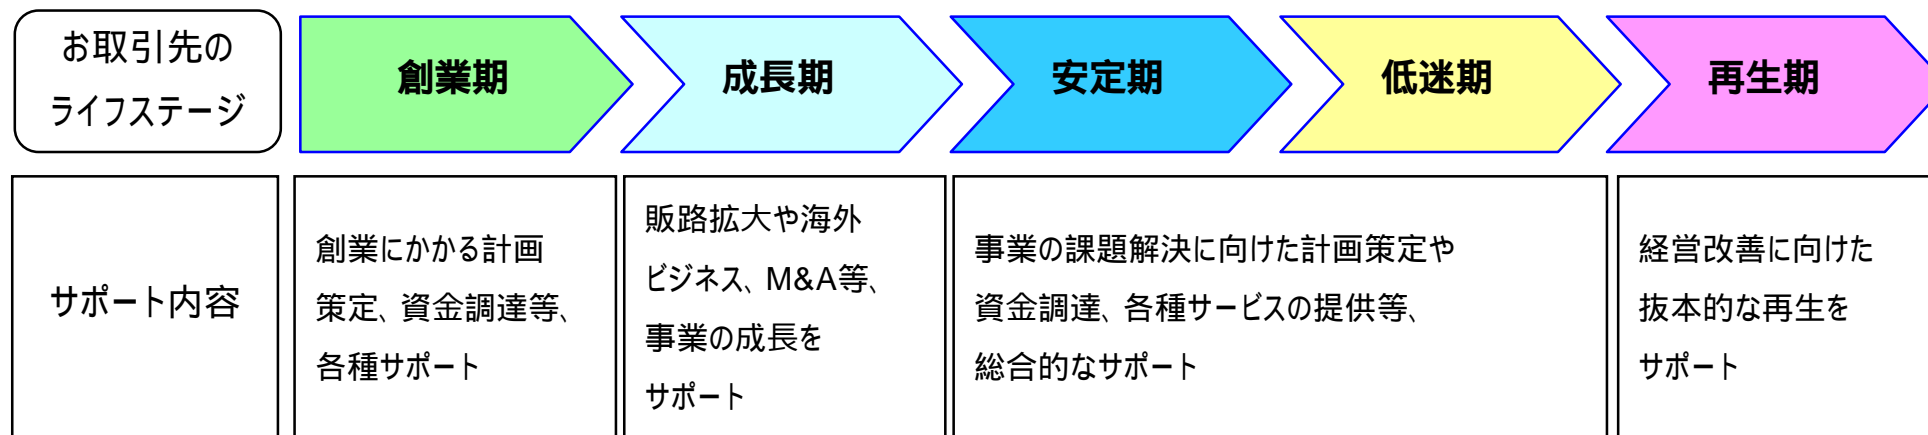 お取引先の
ライフステージ
創業期
成長期
安定期
低迷期
再生期
サポート内容
創業にかかる計画
策定、資金調達等、
各種サポート
販路拡大や海外
ビジネス、M&A等、
事業の成長を
サポート
事業の課題解決に向けた計画策定や
資金調達、各種サービスの提供等、
総合的なサポート
経営改善に向けた
抜本的な再生を
サポート